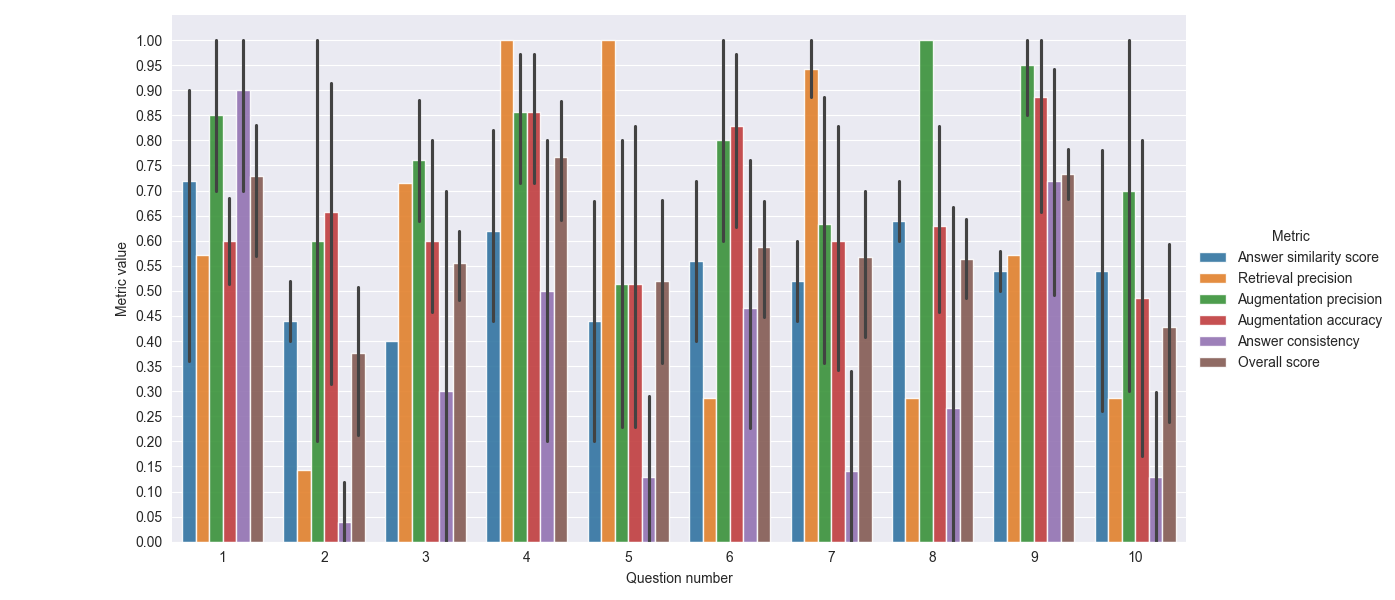 1.00
0.95
0.90
0.85
0.80
0.75
0.70
0.65
0.60
0.55
0.50
0.45
0.40
0.35
0.30
0.25
0.20
0.15
0.10
0.05
0.00
Metric value
1 2 3 4 5 6 7 8 9 10
Question number
Metric
Answer similarity score
Retrieval precision
Augmentation precision
Augmentation accuracy
Answer consistency
Overall score